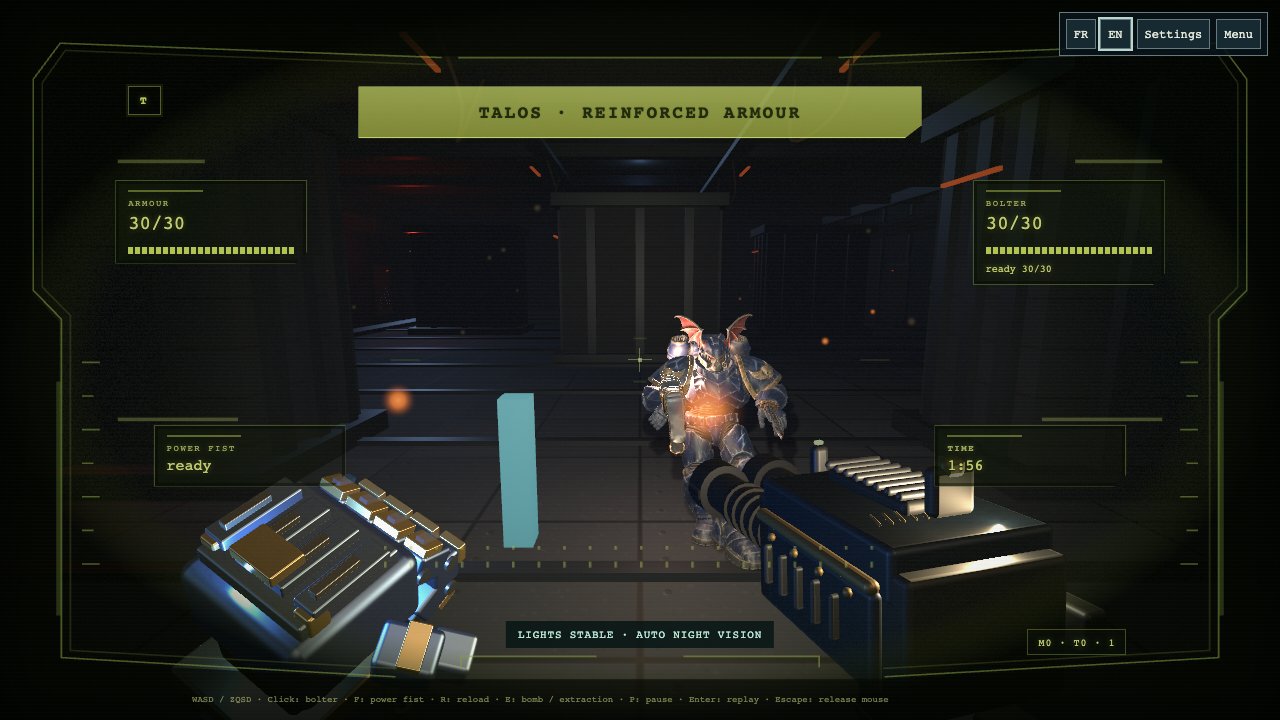 FR EN Settings Menu
T
TALOS · REINFORCED ARMOUR
ARMOUR
30/30
BOLTER
30/30
ready 30/30
POWER FIST
ready
TIME
1:56
LIGHTS STABLE · AUTO NIGHT VISION
M0 · T0 · 1
WASD / ZQSD · Click: bolter · F: power fist · R: reload · E: bomb / extraction · P: pause · Enter: replay · Escape: release mouse